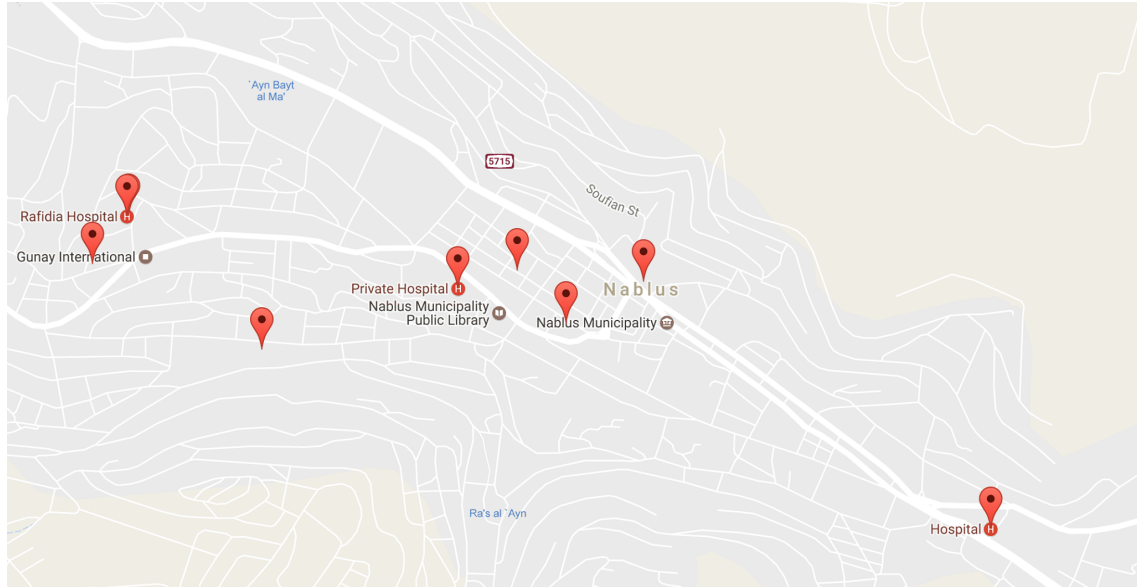 `Ayn Bayt
al Ma'
5715
Soufian St
Rafidia Hospital
H
Gunay International
Private Hospital
H
Nablus
Nablus Municipality
Public Library
Nablus Municipality
Ra's al `Ayn
Hospital
H